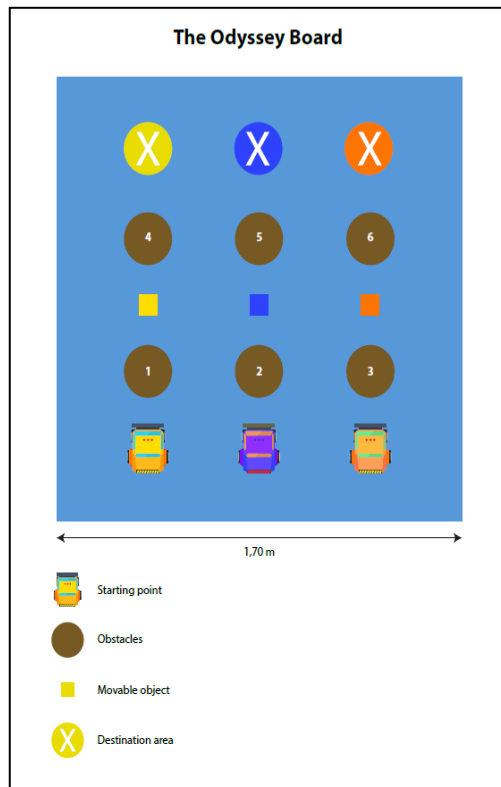 The Odyssey Board
X X X
4 5 6
1 2 3
1,70 m
Starting point
Obstacles
Movable object
X Destination area